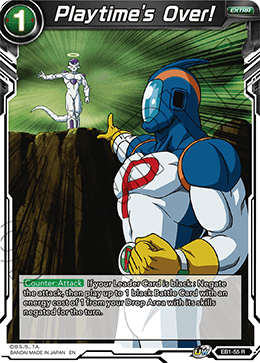 1
Playtime's Over!
EXTRA
Counter: Attack If your Leader Card is black: Negate
the attack, then play up to 1 black Battle Card with an
energy cost of 1 from your Drop Area with its skills
negated for the turn.
©B.S./S., T.A.
BANDAI MADE IN JAPAN EN
EB1-55 R